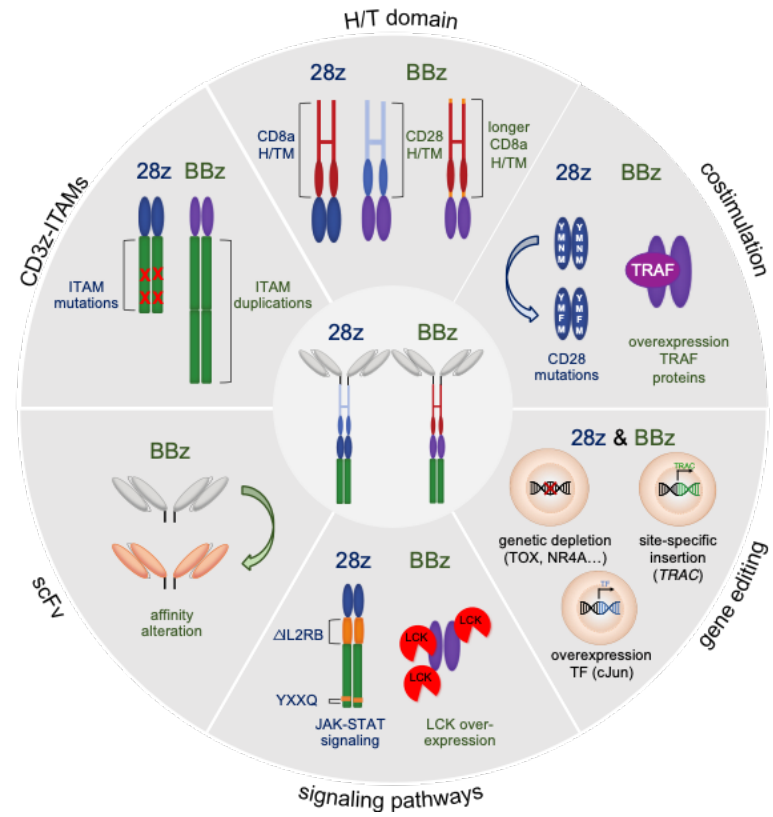 H/T domain
28z
BBz
CD8a
H/TM
CD28
H/TM
longer
CD8a
H/TM
costimulation
28z
BBz
YMNM
YMNM
YMFM
YMFM
TRAF
CD28
mutations
overexpression
TRAF
proteins
gene editing
28z & BBz
TRAC
genetic depletion
(TOX, NR4A...)
site-specific
insertion
(TRAC)
TF
overexpression
TF (cJun)
signaling pathways
28z
BBz
ΔIL2RB
YXXQ
JAK-STAT
signaling
LCK
LCK
LCK
LCK over-
expression
scFv
BBz
affinity
alteration
CD3z-ITAMs
28z
BBz
ITAM
mutations
X X
X X
ITAM
duplications
28z
BBz